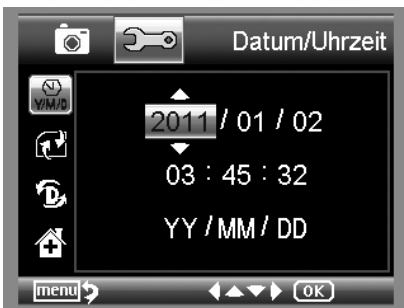 Datum/Uhrzeit
Y/M/D
2011 / 01 / 02
D
03 : 45 : 32
YY / MM / DD
menu OK